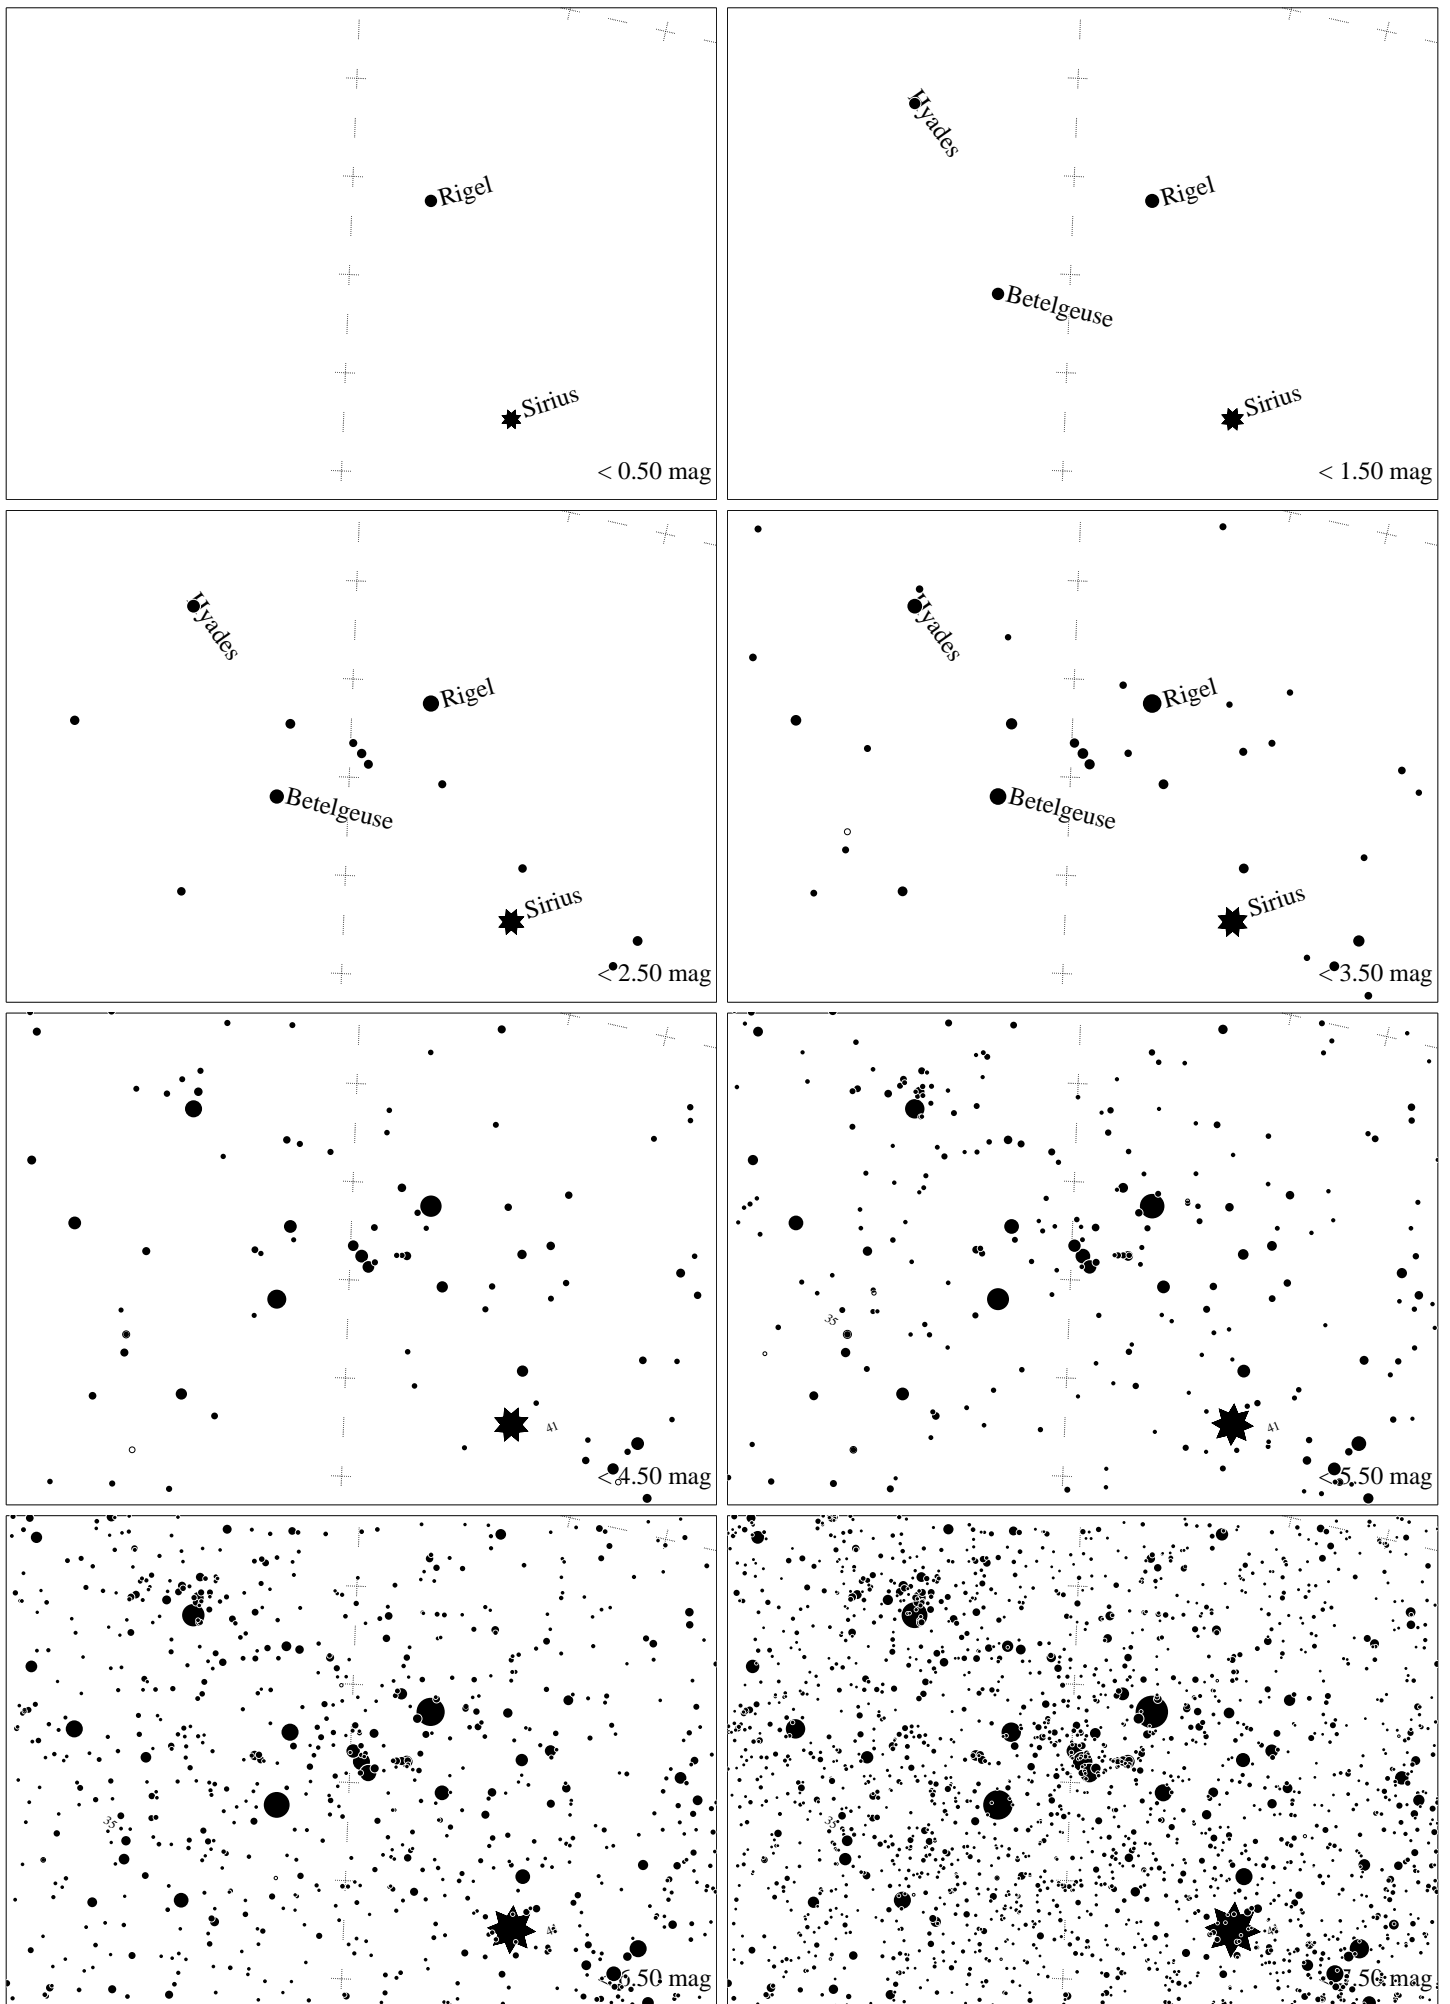 Rigel
Sirius
< 0.50 mag
Hyades
Rigel
Betelgeuse
Sirius
< 1.50 mag
Hyades
Rigel
Betelgeuse
Sirius
< 2.50 mag
Hyades
Rigel
Betelgeuse
Sirius
< 3.50 mag
41
< 4.50 mag
35
41
< 5.50 mag
35
41
< 6.50 mag
35
< 7.50 mag